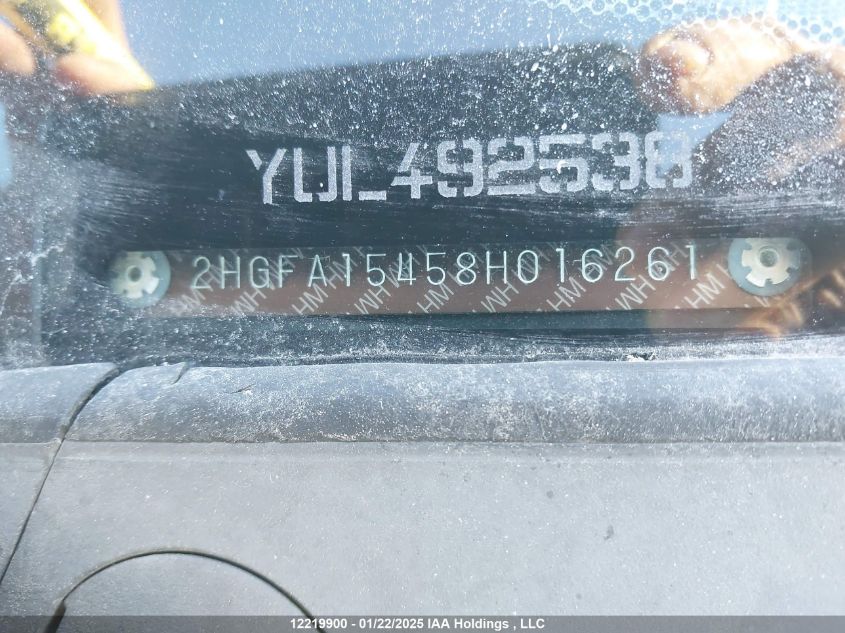 YUL492538
2HGFA15458H016261
12219900 - 01/22/2025 IAA Holdings , LLC